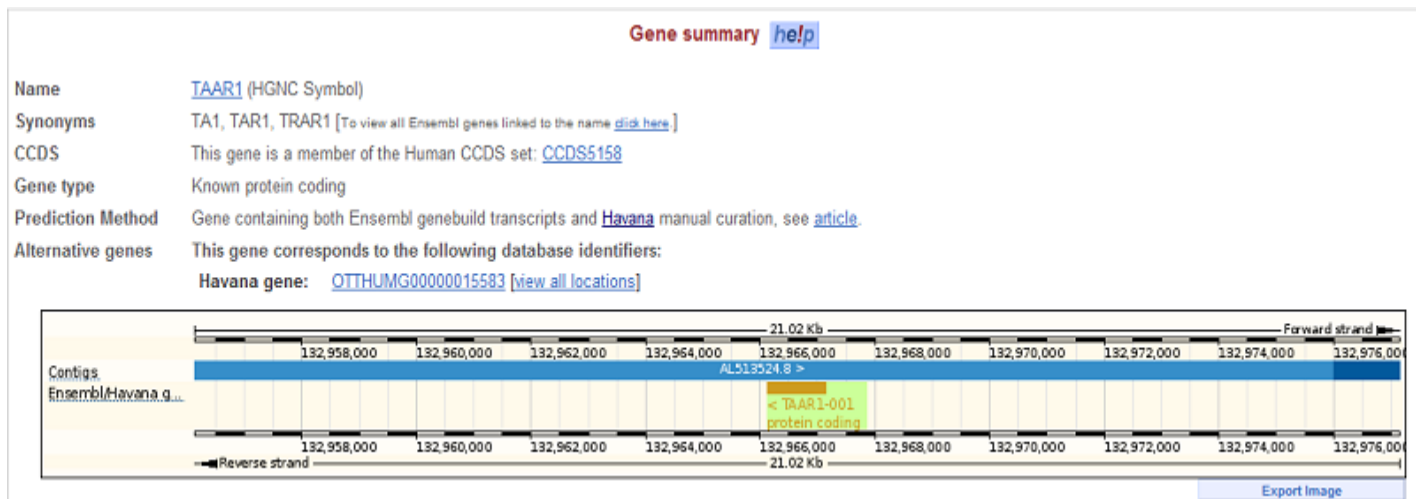 Gene summary he!p
Name TAAR1 (HGNC Symbol)
Synonyms TA1, TAR1, TRAR1 [To view all Ensembl genes linked to the name click here.]
CCDS This gene is a member of the Human CCDS set: CCDS5158
Gene type Known protein coding
Prediction Method Gene containing both Ensembl genebuild transcripts and Havana manual curation, see article.
Alternative genes This gene corresponds to the following database identifiers:
Havana gene: OTTHUMG00000015583 [view all locations]
21.02 Kb Forward strand
132,958,000 132,960,000 132,962,000 132,964,000 132,966,000 132,968,000 132,970,000 132,972,000 132,974,000 132,976,000
Contigs AL513524.8 >
Ensembl/Havana g...
< TAAR1-001
protein coding
132,958,000 132,960,000 132,962,000 132,964,000 132,966,000 132,968,000 132,970,000 132,972,000 132,974,000 132,976,000
Reverse strand 21.02 Kb
Export Image